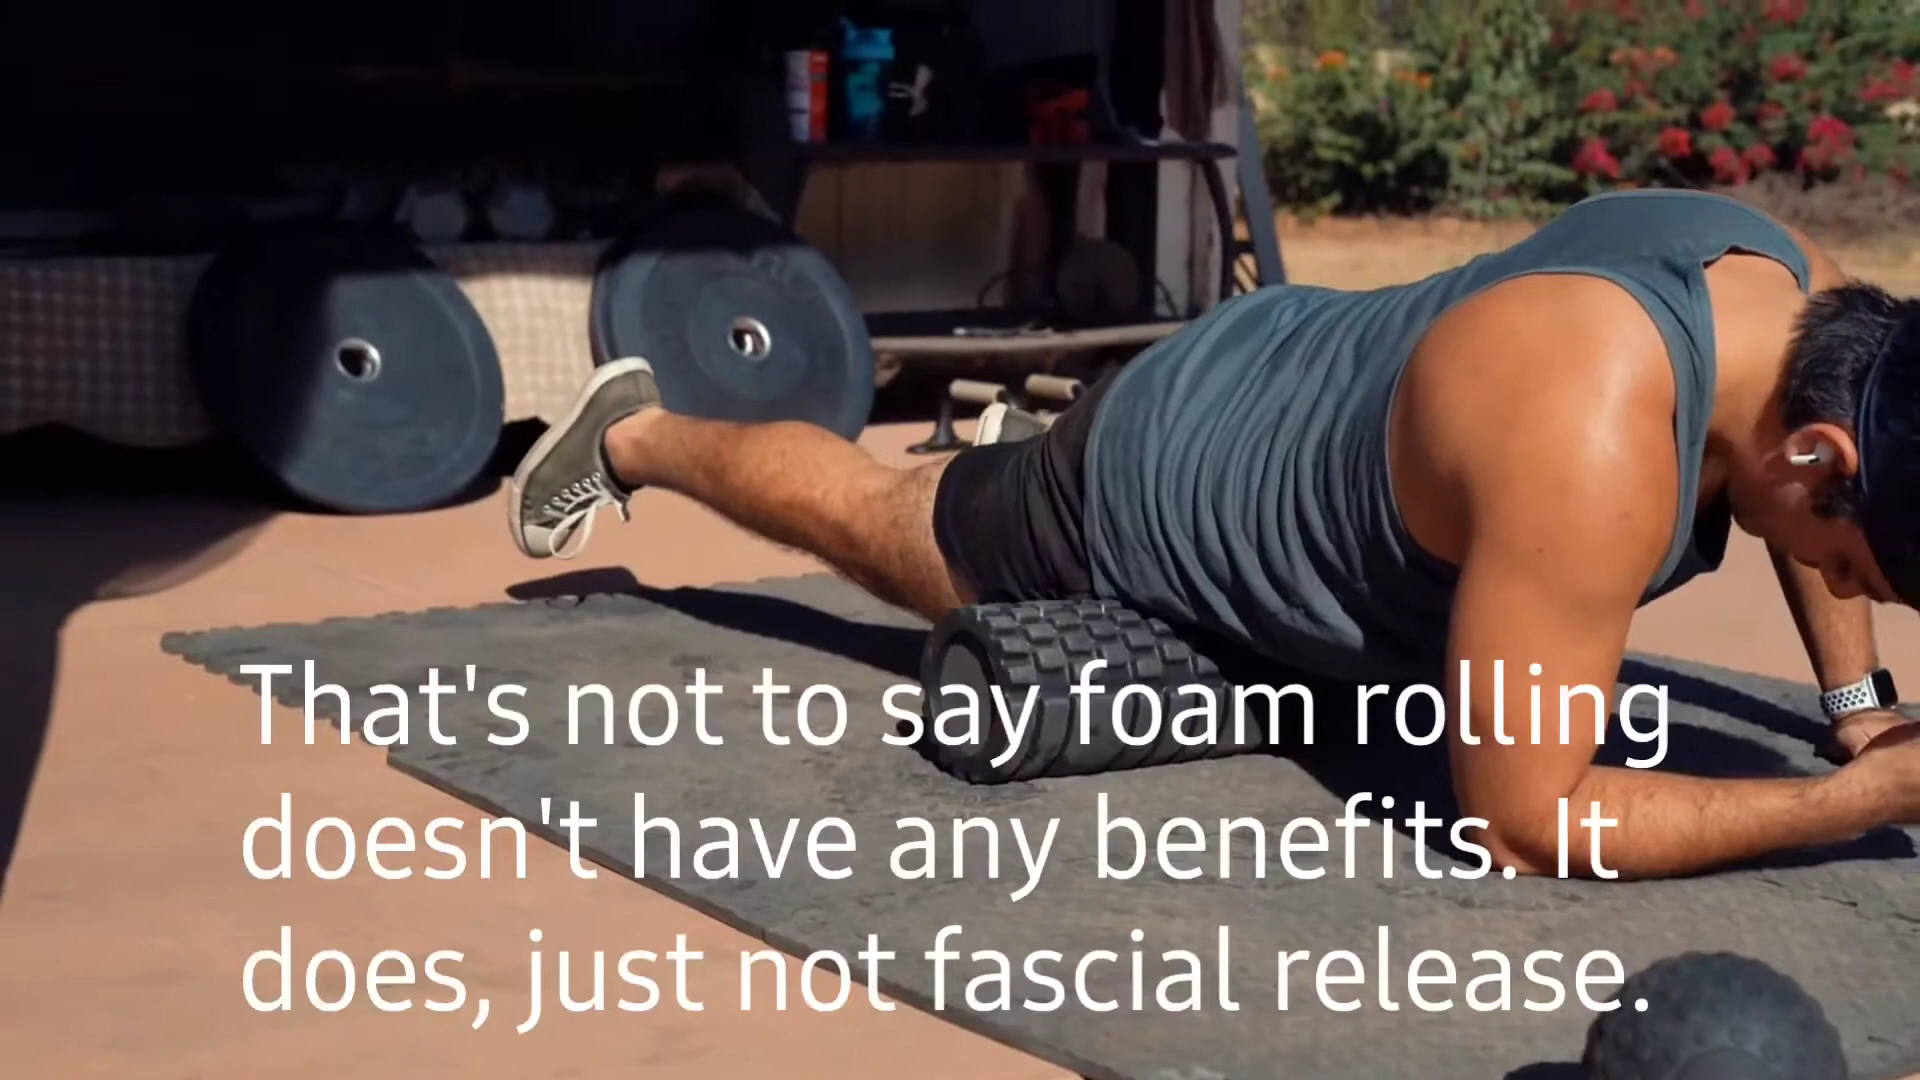 That's not to say foam rolling
doesn't have any benefits. It
does, just not fascial release.